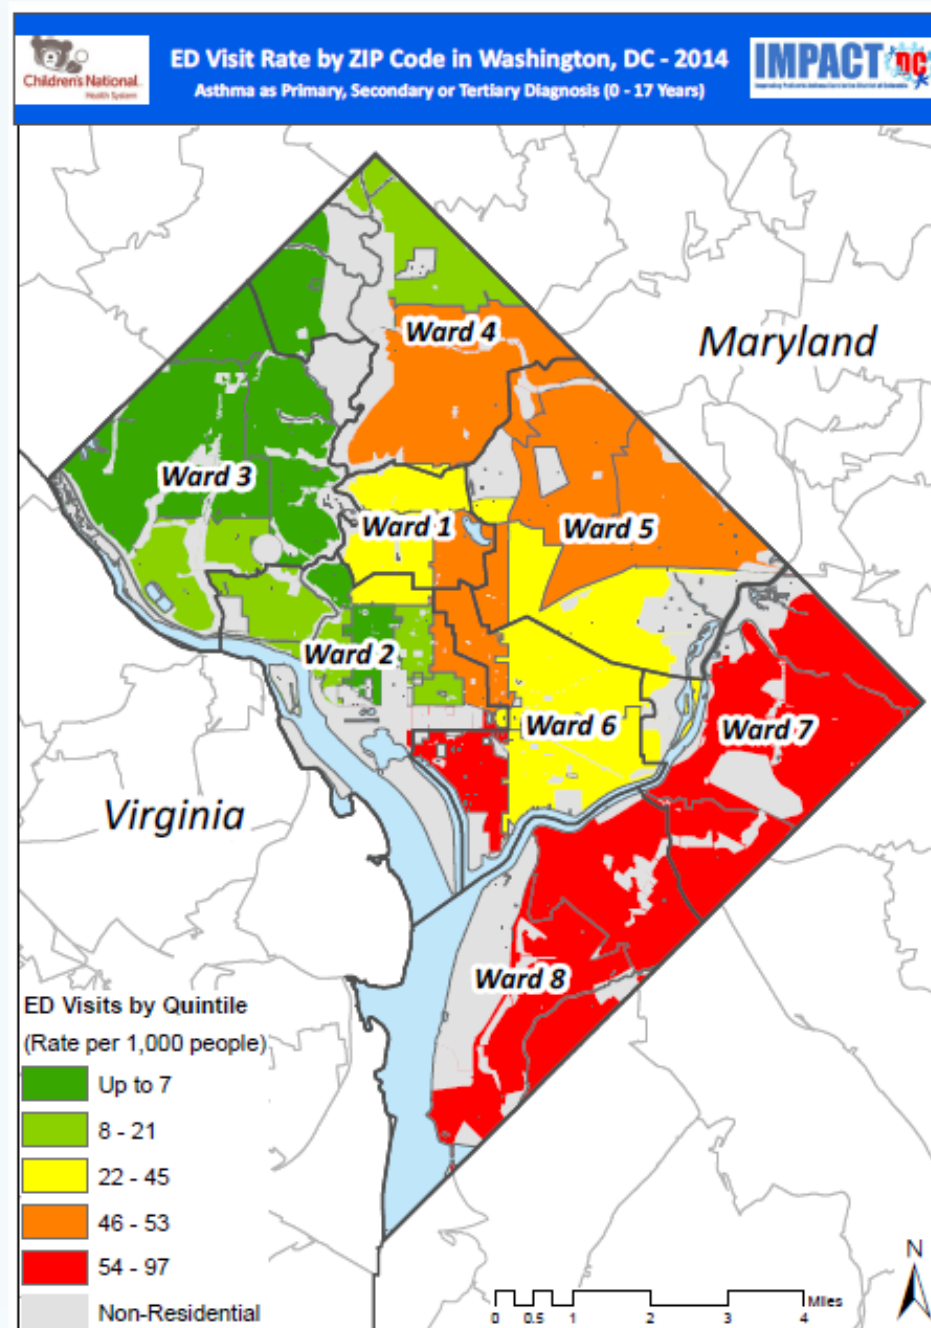 Children's National
Health System
ED Visit Rate by ZIP Code in Washington, DC - 2014
Asthma as Primary, Secondary or Tertiary Diagnosis (0 - 17 Years)
IMPACT DC
Maryland
Ward 4
Ward 3
Ward 1
Ward 5
Ward 2
Ward 6
Ward 7
Virginia
Ward 8
ED Visits by Quintile
(Rate per 1,000 people)
Up to 7
8 - 21
22 - 45
46 - 53
54 - 97
Non-Residential
N
Miles
0 0.5 1 2 3 4